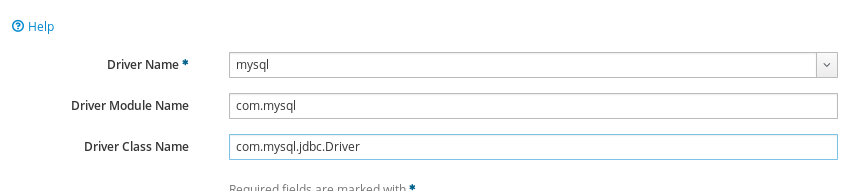 Help
Driver Name *
mysql
Driver Module Name
com.mysql
Driver Class Name
com.mysql.jdbc.Driver
Required fields are marked with *